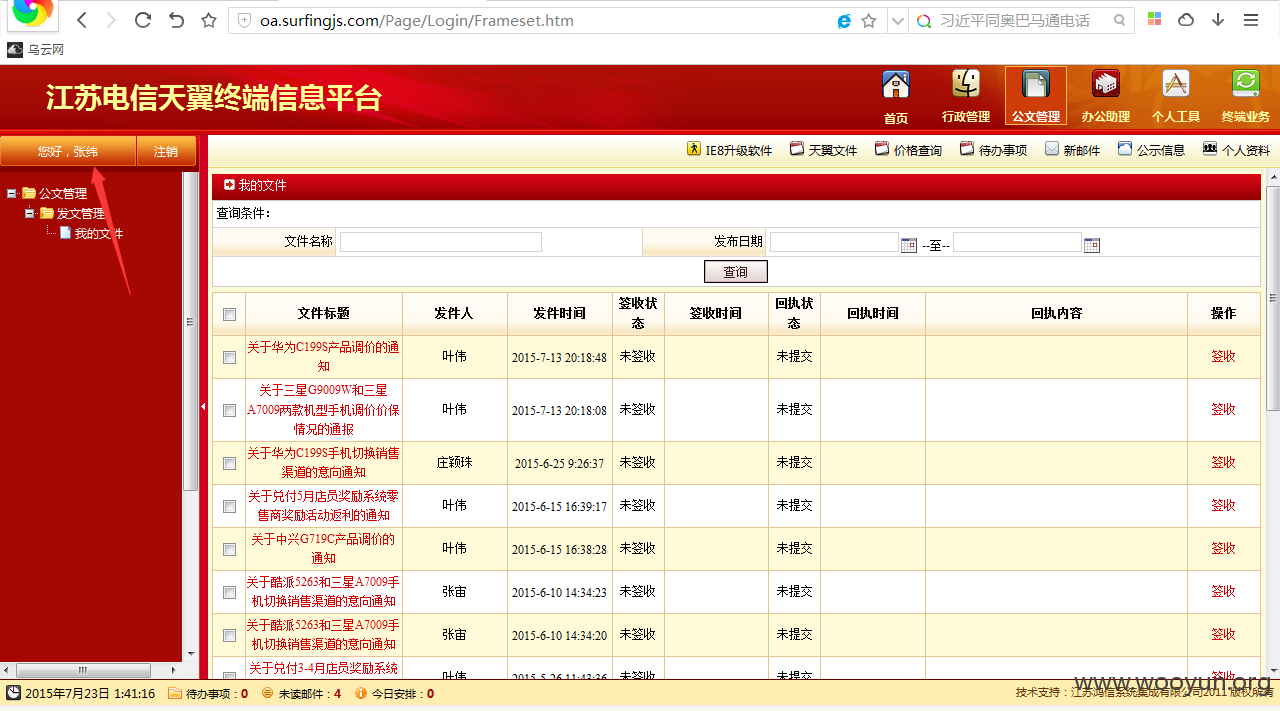 oa.surfingjs.com/Page/Login/Frameset.htm
习近平同奥巴马通电话
乌云网
江苏电信天翼终端信息平台
首页 行政管理 公文管理 办公助理 个人工具 终端业务
您好，张纬 注销
IE8升级软件 天翼文件 价格查询 待办事项 新邮件 公示信息 个人资料
公文管理
发文管理
我的文件
我的文件
查询条件：
文件名称 发布日期 --至--
查询
文件标题 发件人 发件时间 签收状态 签收时间 回执状态 回执时间 回执内容 操作
关于华为C199S产品调价的通
知 叶伟 2015-7-13 20:18:48 未签收 未提交 签收
关于三星G9009W和三星
A7009两款机型手机调价价保
情况的通报 叶伟 2015-7-13 20:18:08 未签收 未提交 签收
关于华为C199S手机切换销售
渠道的意向通知 庄颖珠 2015-6-25 9:26:37 未签收 未提交 签收
关于兑付5月店员奖励系统零
售商奖励活动返利的通知 叶伟 2015-6-15 16:39:17 未签收 未提交 签收
关于中兴G719C产品调价的
通知 叶伟 2015-6-15 16:38:28 未签收 未提交 签收
关于酷派5263和三星A7009手
机切换销售渠道的意向通知 张宙 2015-6-10 14:34:23 未签收 未提交 签收
关于酷派5263和三星A7009手
机切换销售渠道的意向通知 张宙 2015-6-10 14:34:20 未签收 未提交 签收
关于兑付3-4月店员奖励系统 叶伟 2015-5-26 11:43:36 未签收 未提交 签收
2015年7月23日 1:41:16 待办事项：0 未读邮件：4 今日安排：0
技术支持：江苏鸿信系统集成有限公司2011 版权所有
www.wooyun.org